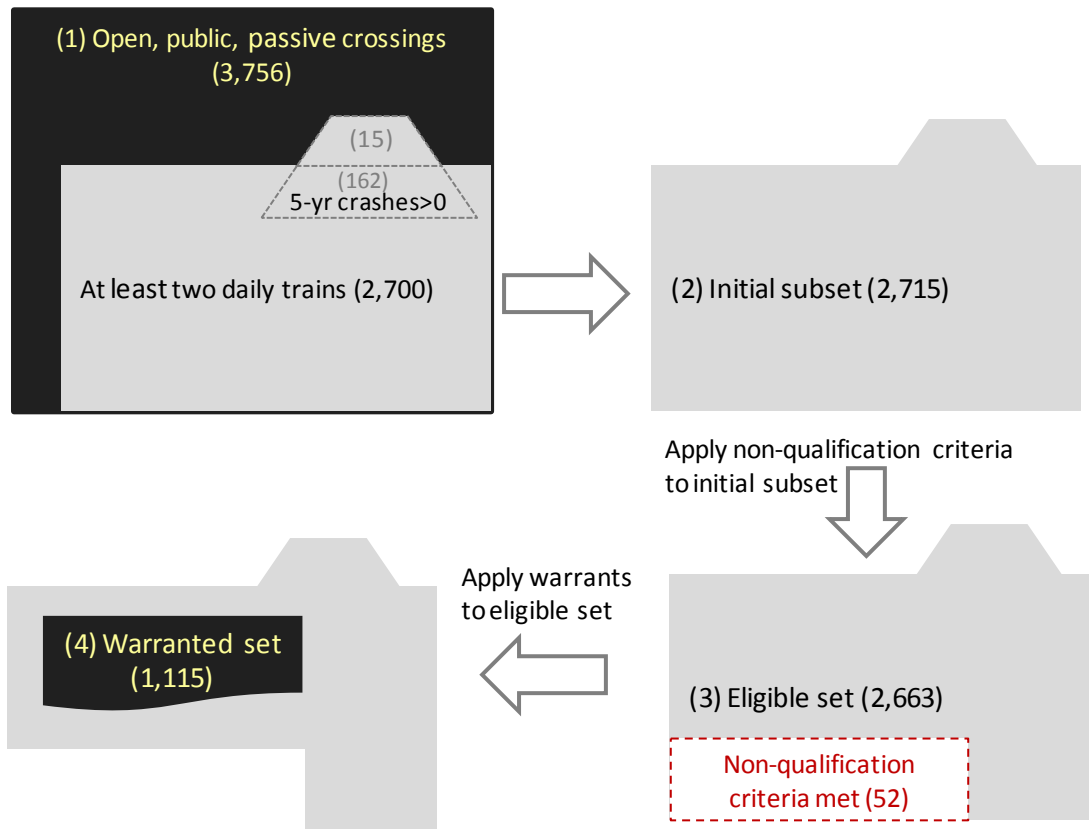 (1) Open, public, passive crossings
(3,756)
(15)
(162)
5-yr crashes>0
At least two daily trains (2,700)
(2) Initial subset (2,715)
Apply non-qualification criteria
to initial subset
(3) Eligible set (2,663)
Non-qualification
criteria met (52)
Apply warrants
to eligible set
(4) Warranted set
(1,115)